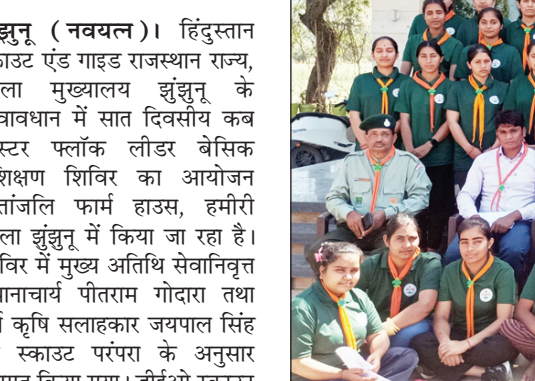 झुनू (नवयत्न)। हिंदुस्तान
काउट एंड गाइड राजस्थान राज्य,
ला मुख्यालय झुंझुनू के
वावधान में सात दिवसीय कब
स्टर फ्लॉक लीडर बेसिक
शिक्षण शिविर का आयोजन
तांजलि फार्म हाउस, हमीरी
ला झुंझुनू में किया जा रहा है।
विर में मुख्य अतिथि सेवानिवृत्त
धानाचार्य पीतराम गोदारा तथा
कृषि सलाहकार जयपाल सिंह
स्काउट परंपरा के अनुसार
किया गया।